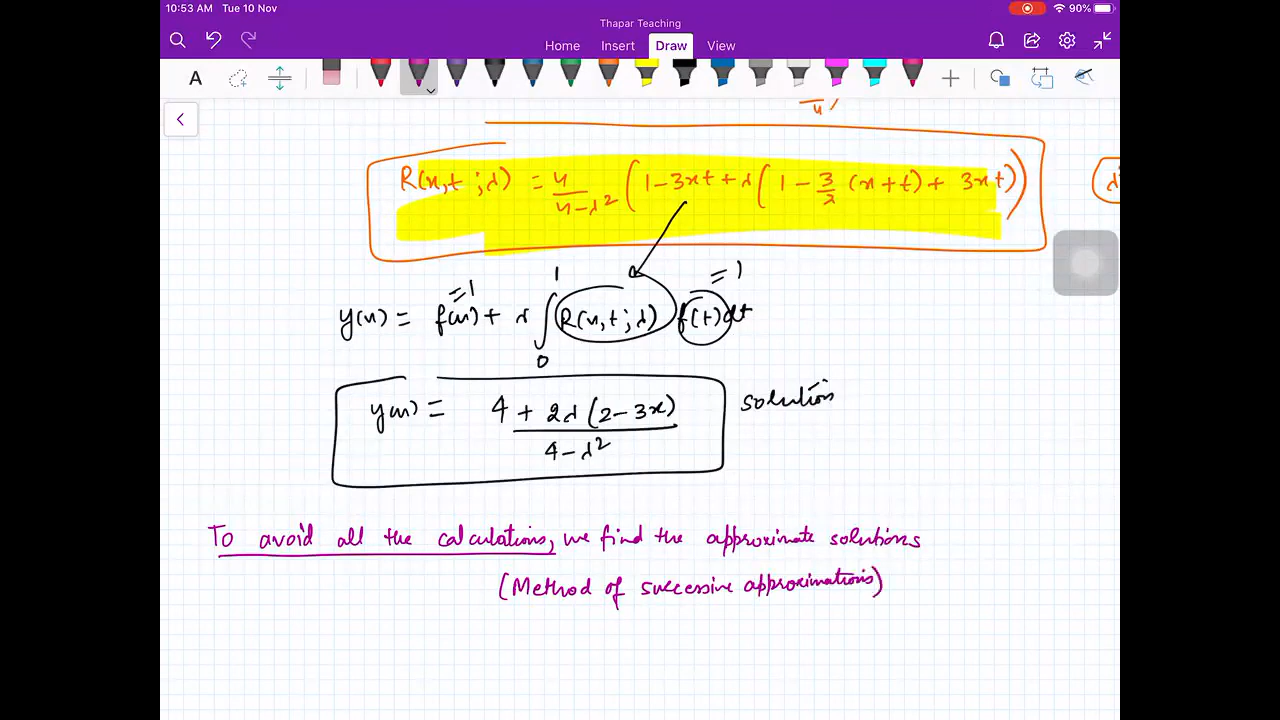 10:53 AM Tue 10 Nov 90%
Thapar Teaching
Home Insert Draw View
A
R(x,t;λ) = 4/(4-λ²) (1-3xt+λ(1-3/2(x+t)+3xt))
y(x) = f(x)=1 + λ ∫₀¹ R(x,t;λ) f(t)=1 dt
y(x) = 4+2λ(2-3x)/4-λ² solution
To avoid all the calculations, we find the approximate solutions
(Method of successive approximations)